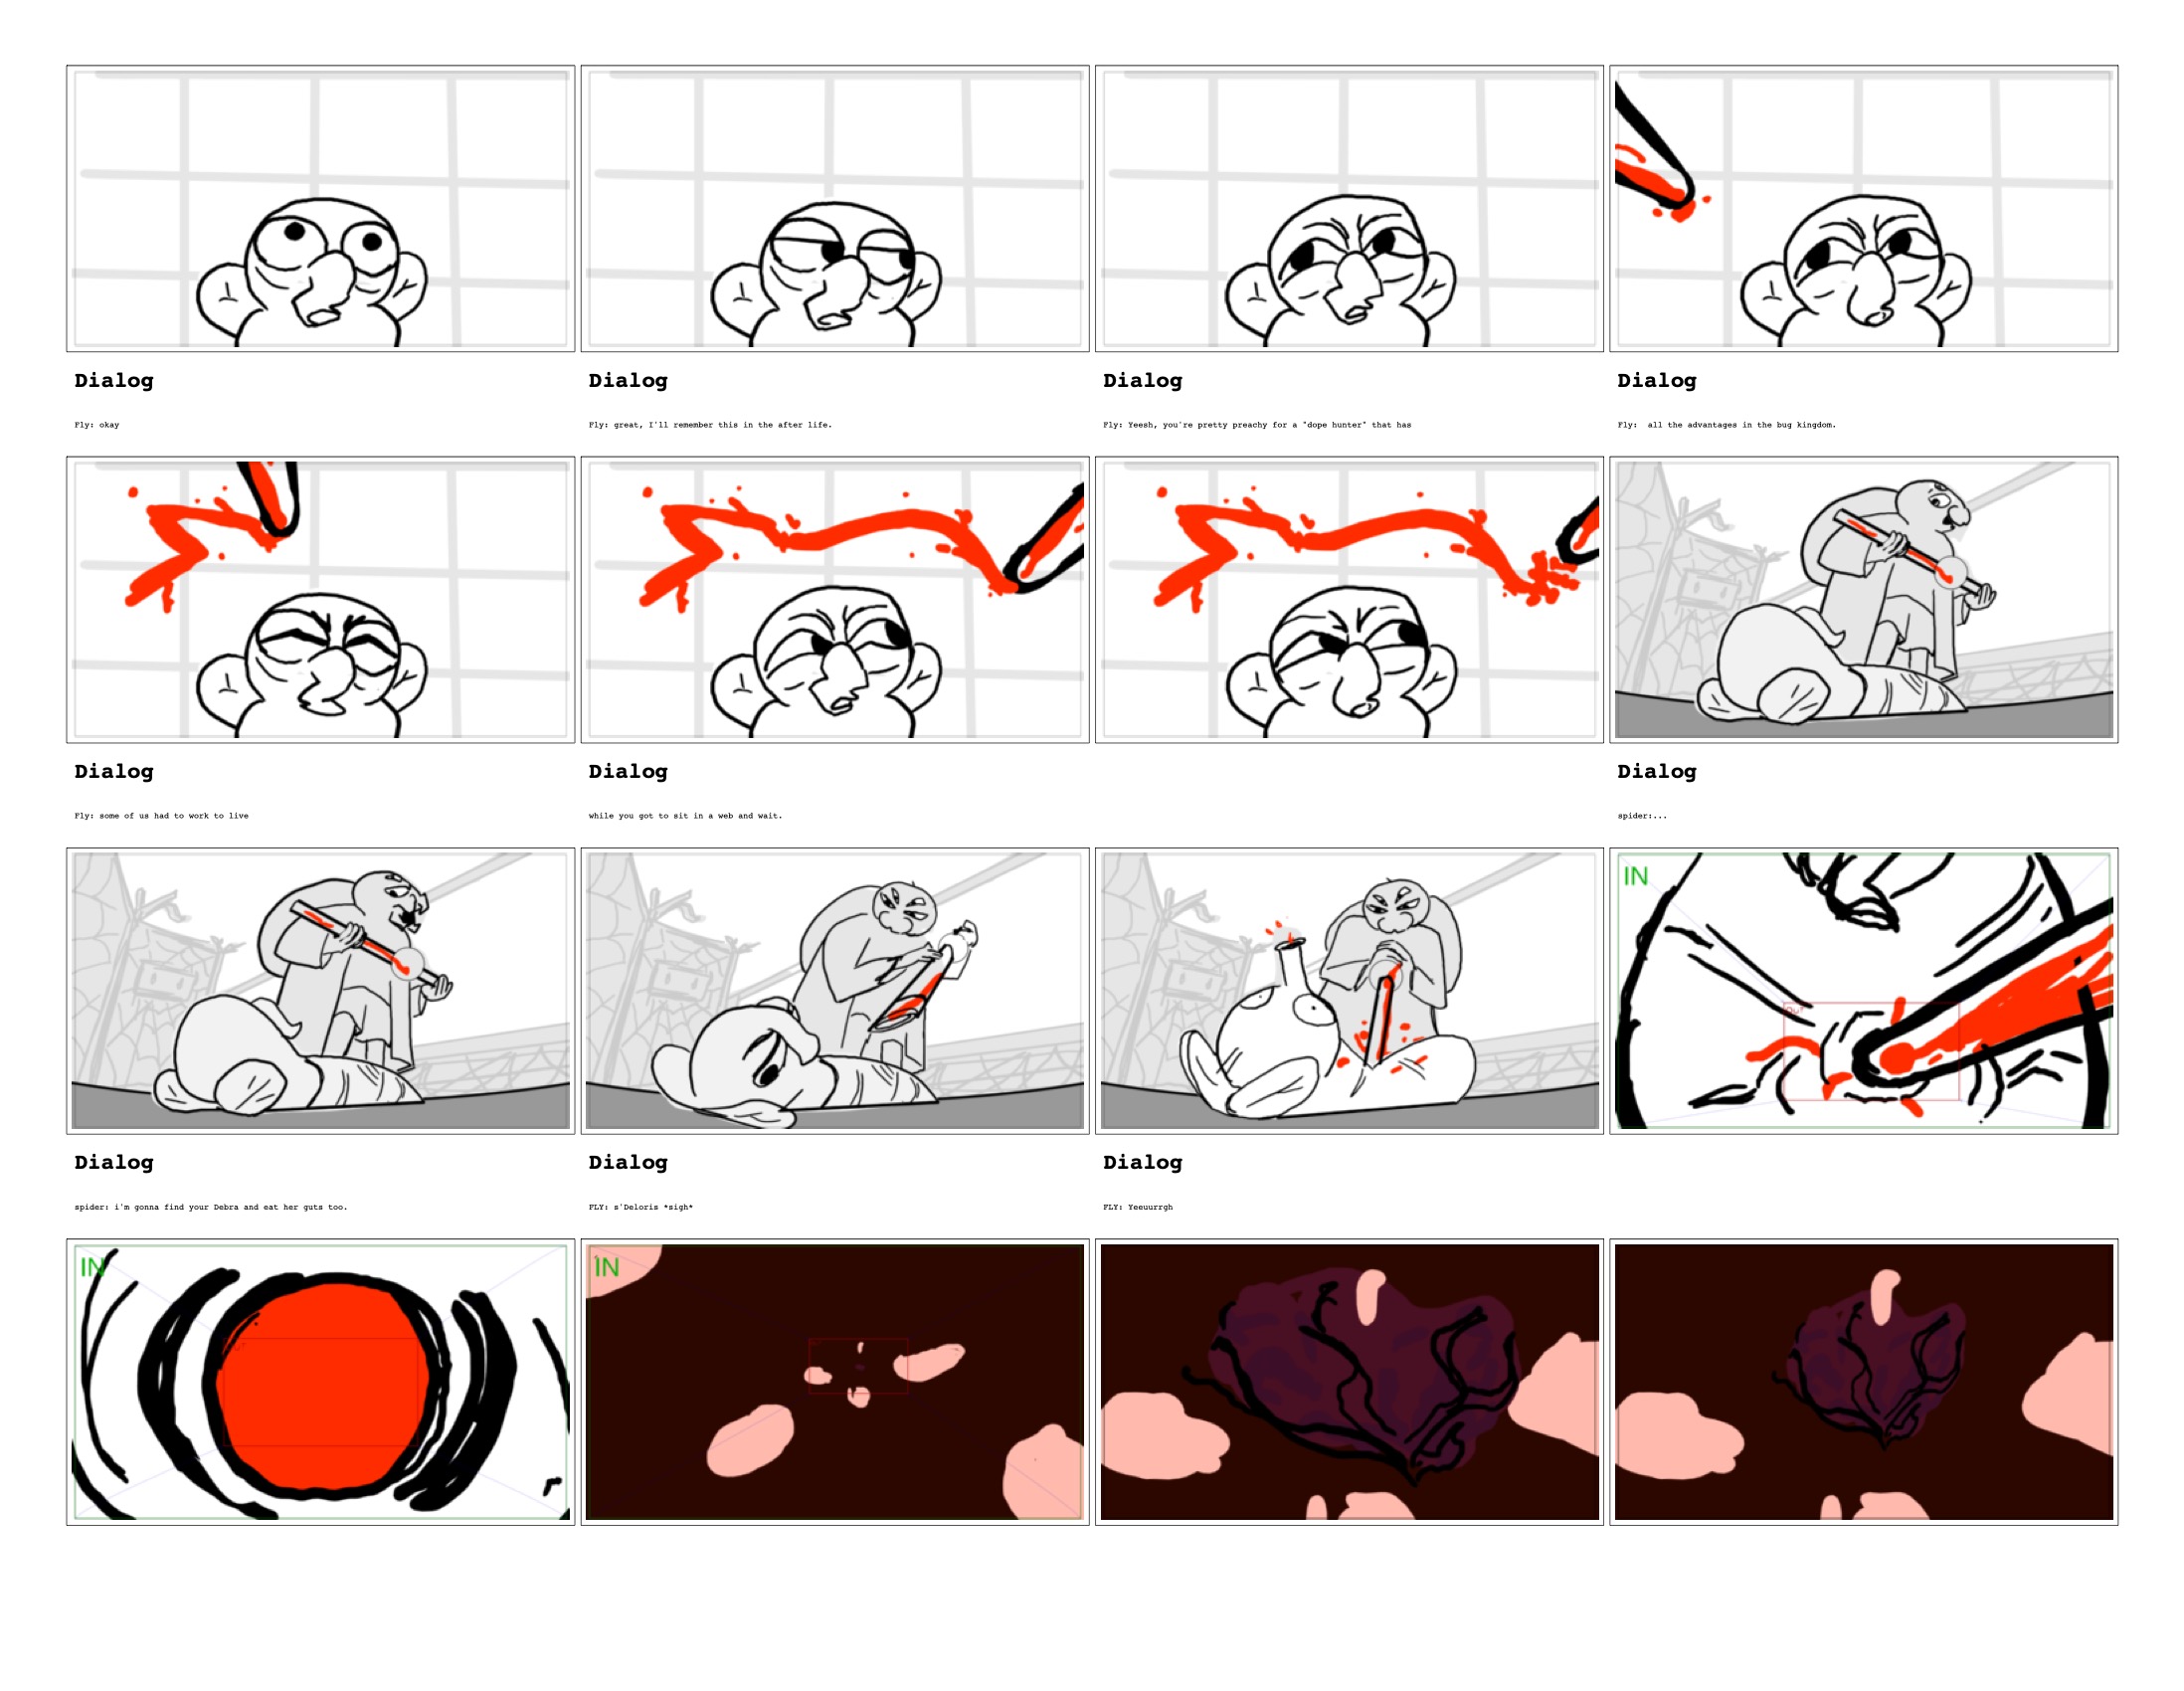 Dialog
Dialog
Dialog
Dialog
Fly: okay
Fly: great, I'll remember this in the after life.
Fly: Yeesh, you're pretty preachy for a "dope hunter" that has
Fly:  all the advantages in the bug kingdom.
Dialog
Dialog
Dialog
Fly: some of us had to work to live
while you got to sit in a web and wait.
spider:...
IN
Dialog
Dialog
Dialog
spider: i'm gonna find your Debra and eat her guts too.
FLY: s'Deloris *sigh*
FLY: Yeeuurrgh
IN
IN